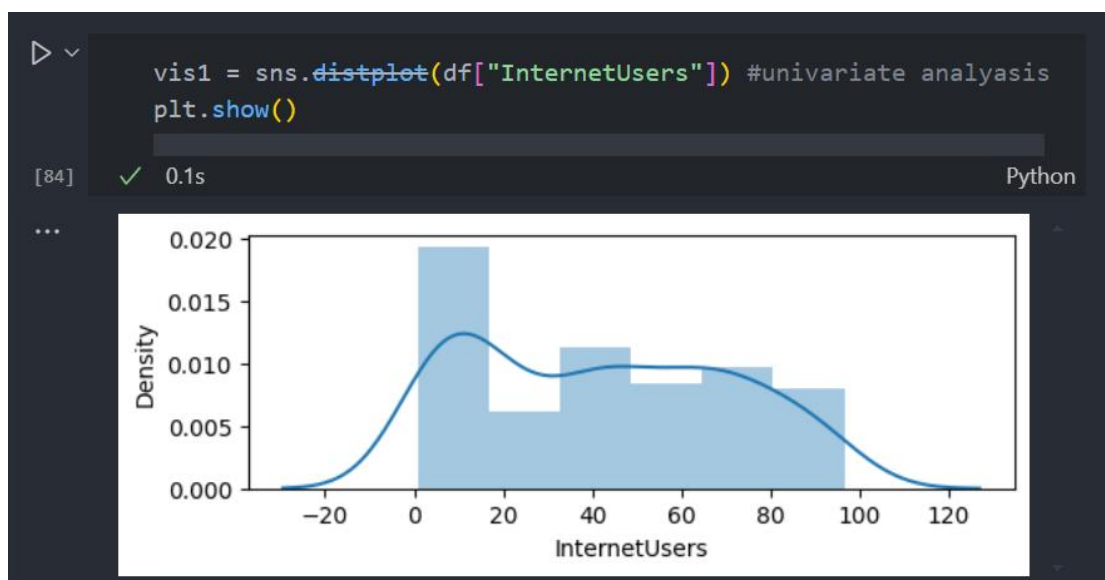 vis1 = sns.distplot(df["InternetUsers"]) #univariate analyasis
plt.show()
[84]
0.1s
Python
...
0.020
0.015
0.010
0.005
0.000
Density
−20
0
20
40
60
80
100
120
InternetUsers